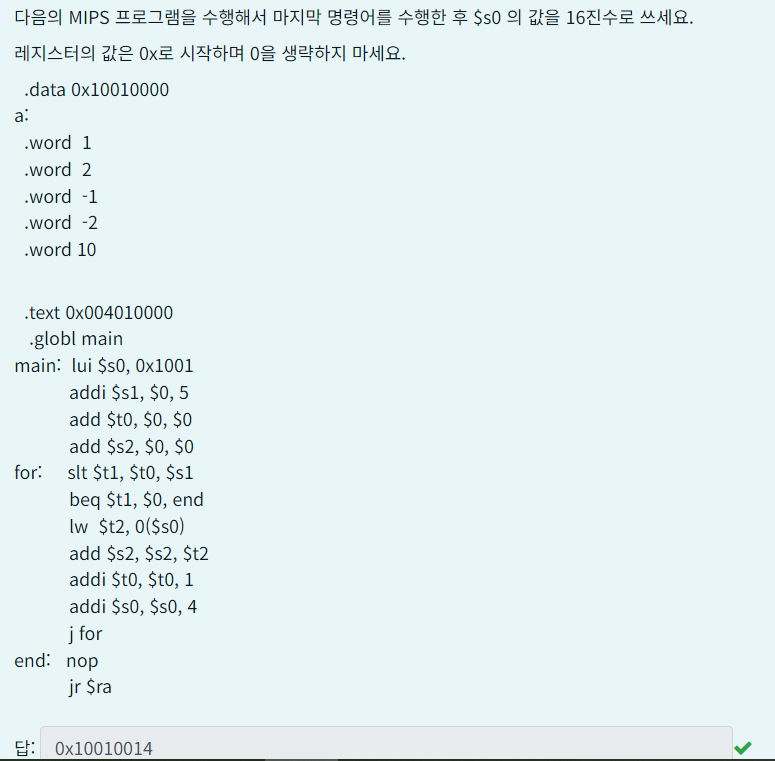 다음의 MIPS 프로그램을 수행해서 마지막 명령어를 수행한 후 $s0 의 값을 16진수로 쓰세요.
레지스터의 값은 0x로 시작하며 0을 생략하지 마세요.
.data 0x10010000
a:
.word 1
.word 2
.word -1
.word -2
.word 10
.text 0x004010000
.globl main
main: lui $s0, 0x1001
addi $s1, $0, 5
add $t0, $0, $0
add $s2, $0, $0
for: slt $t1, $t0, $s1
beq $t1, $0, end
lw $t2, 0($s0)
add $s2, $s2, $t2
addi $t0, $t0, 1
addi $s0, $s0, 4
j for
end: nop
jr $ra
답: 0x10010014